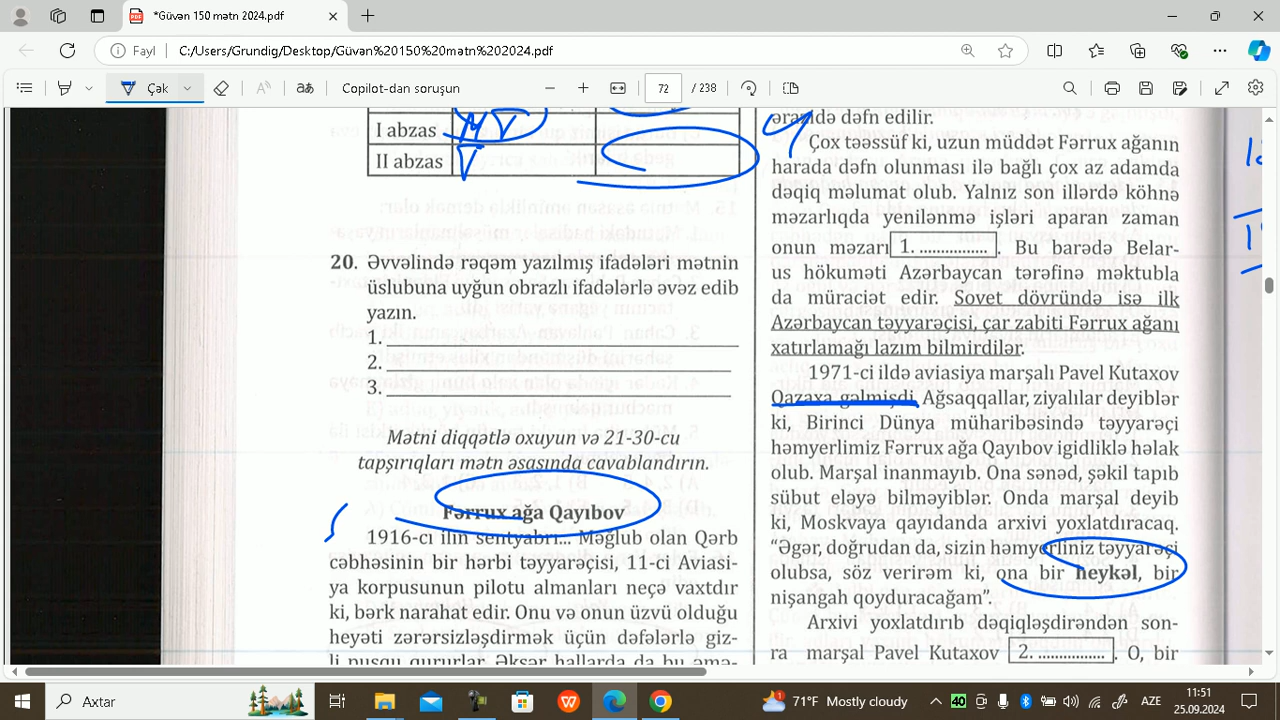 *Güvən 150 mətn 2024.pdf
Fayl C:/Users/Grundig/Desktop/Güvən%20150%20mətn%202024.pdf
Çək aあ Copilot-dan soruşun 72 / 238
I abzas
II abzas
20. Əvvəlində rəqəm yazılmış ifadələri mətnin
üslubuna uyğun obrazlı ifadələrlə əvəz edib
yazın.
1.
2.
3.
Mətni diqqətlə oxuyun və 21-30-cu
tapşırıqları mətn əsasında cavablandırın.
Fərrux ağa Qayıbov
1916-cı ilin sentyabrı... Məğlub olan Qərb
cəbhəsinin bir hərbi təyyarəçisi, 11-ci Aviasi-
ya korpusunun pilotu almanları neçə vaxtdır
ki, bərk narahat edir. Onu və onun üzvü olduğu
heyəti zərərsizləşdirmək üçün dəfələrlə giz-
li pusqu qururlar. Əksər hallarda da bu əmə-
ərazidə dəfn edilir.
Çox təəssüf ki, uzun müddət Fərrux ağanın
harada dəfn olunması ilə bağlı çox az adamda
dəqiq məlumat olub. Yalnız son illərdə köhnə
məzarlıqda yenilənmə işləri aparan zaman
onun məzarı 1. ............... . Bu barədə Belar-
us hökuməti Azərbaycan tərəfinə məktubla
da müraciət edir. Sovet dövründə isə ilk
Azərbaycan təyyarəçisi, çar zabiti Fərrux ağanı
xatırlamağı lazım bilmirdilər.
1971-ci ildə aviasiya marşalı Pavel Kutaxov
Qazaxa gəlmişdi. Ağsaqqallar, ziyalılar deyiblər
ki, Birinci Dünya müharibəsində təyyarəçi
həmyerlimiz Fərrux ağa Qayıbov igidliklə həlak
olub. Marşal inanmayıb. Ona sənəd, şəkil tapıb
sübut eləyə bilməyiblər. Onda marşal deyib
ki, Moskvaya qayıdanda arxivi yoxlatdıracaq.
“Əgər, doğrudan da, sizin həmyerliniz təyyarəçi
olubsa, söz verirəm ki, ona bir heykəl, bir
nişangah qoyduracağam”.
Arxivi yoxlatdırıb dəqiqləşdirəndən son-
ra marşal Pavel Kutaxov 2. ................ . O, bir
Axtar 71°F Mostly cloudy 40 AZE 11:51
25.09.2024